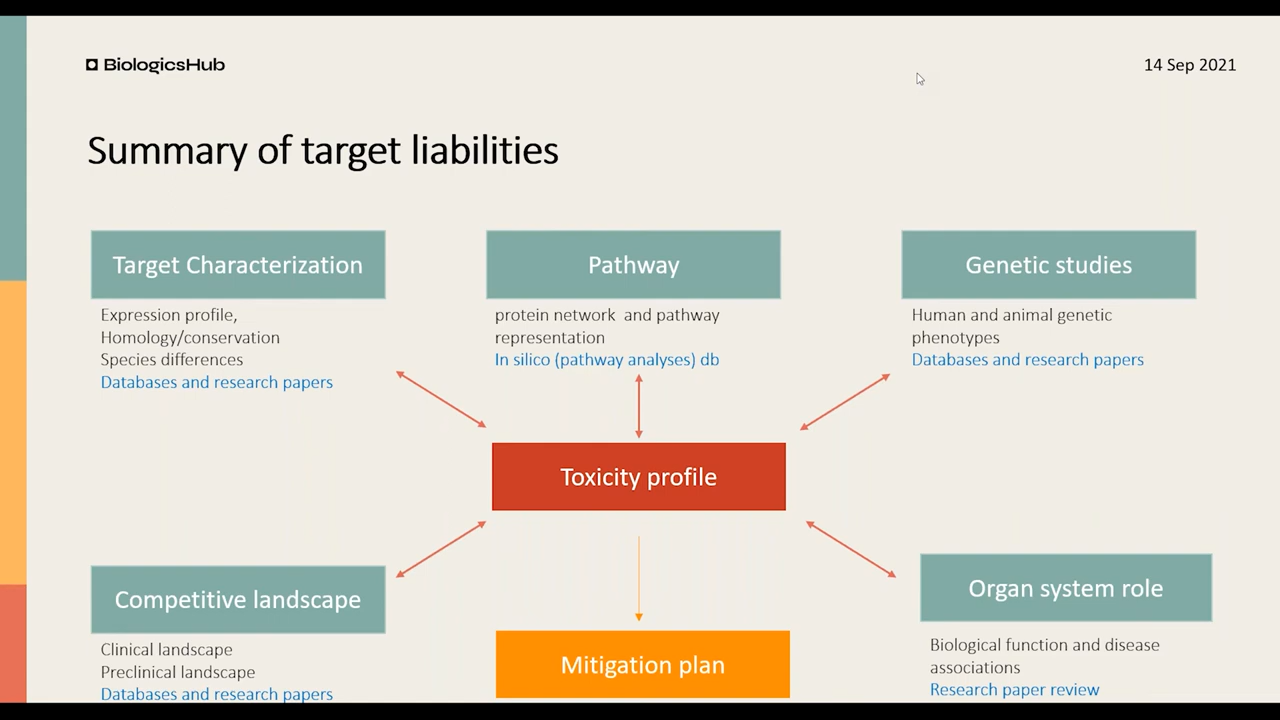 BiologicsHub
14 Sep 2021
Summary of target liabilities
Target Characterization
Expression profile,
Homology/conservation
Species differences
Databases and research papers
Pathway
protein network  and pathway
representation
In silico (pathway analyses) db
Genetic studies
Human and animal genetic
phenotypes
Databases and research papers
Toxicity profile
Competitive landscape
Clinical landscape
Preclinical landscape
Databases and research papers
Mitigation plan
Organ system role
Biological function and disease
associations
Research paper review